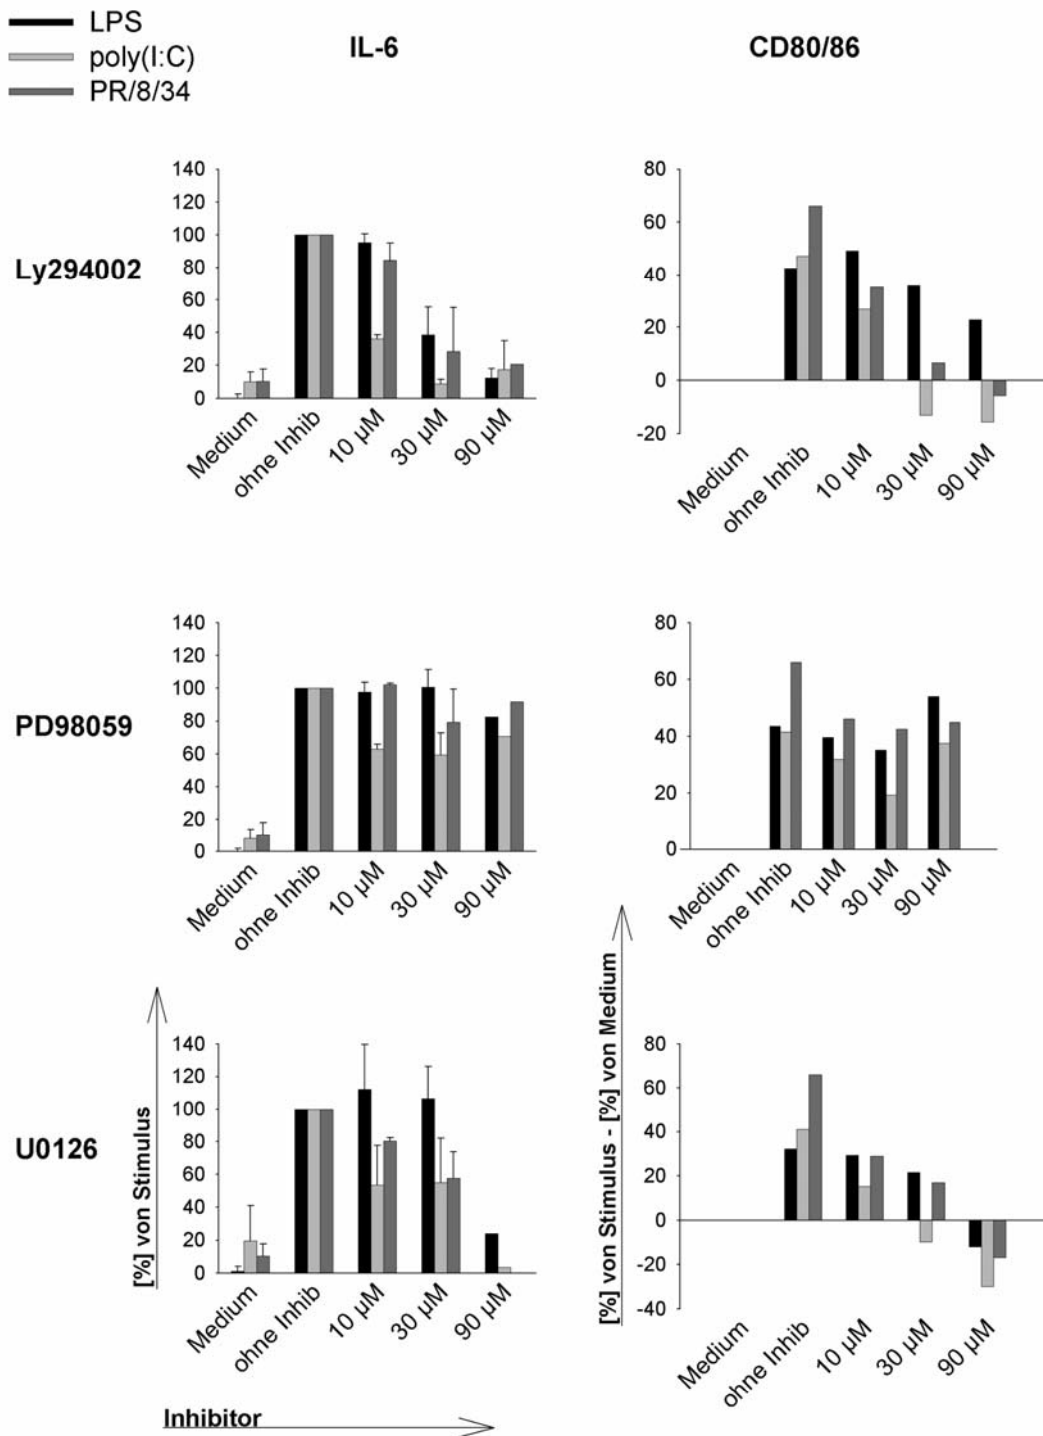 LPS
poly(I:C)
PR/8/34
IL-6
CD80/86
Ly294002
140
120
100
80
60
40
20
0
Medium
ohne Inhib
10 µM
30 µM
90 µM
80
60
40
20
0
-20
Medium
ohne Inhib
10 µM
30 µM
90 µM
PD98059
140
120
100
80
60
40
20
0
Medium
ohne Inhib
10 µM
30 µM
90 µM
80
60
40
20
0
Medium
ohne Inhib
10 µM
30 µM
90 µM
U0126
[%] von Stimulus
140
120
100
80
60
40
20
0
Medium
ohne Inhib
10 µM
30 µM
90 µM
[%] von Stimulus - [%] von Medium
80
60
40
20
0
-20
-40
Medium
ohne Inhib
10 µM
30 µM
90 µM
Inhibitor